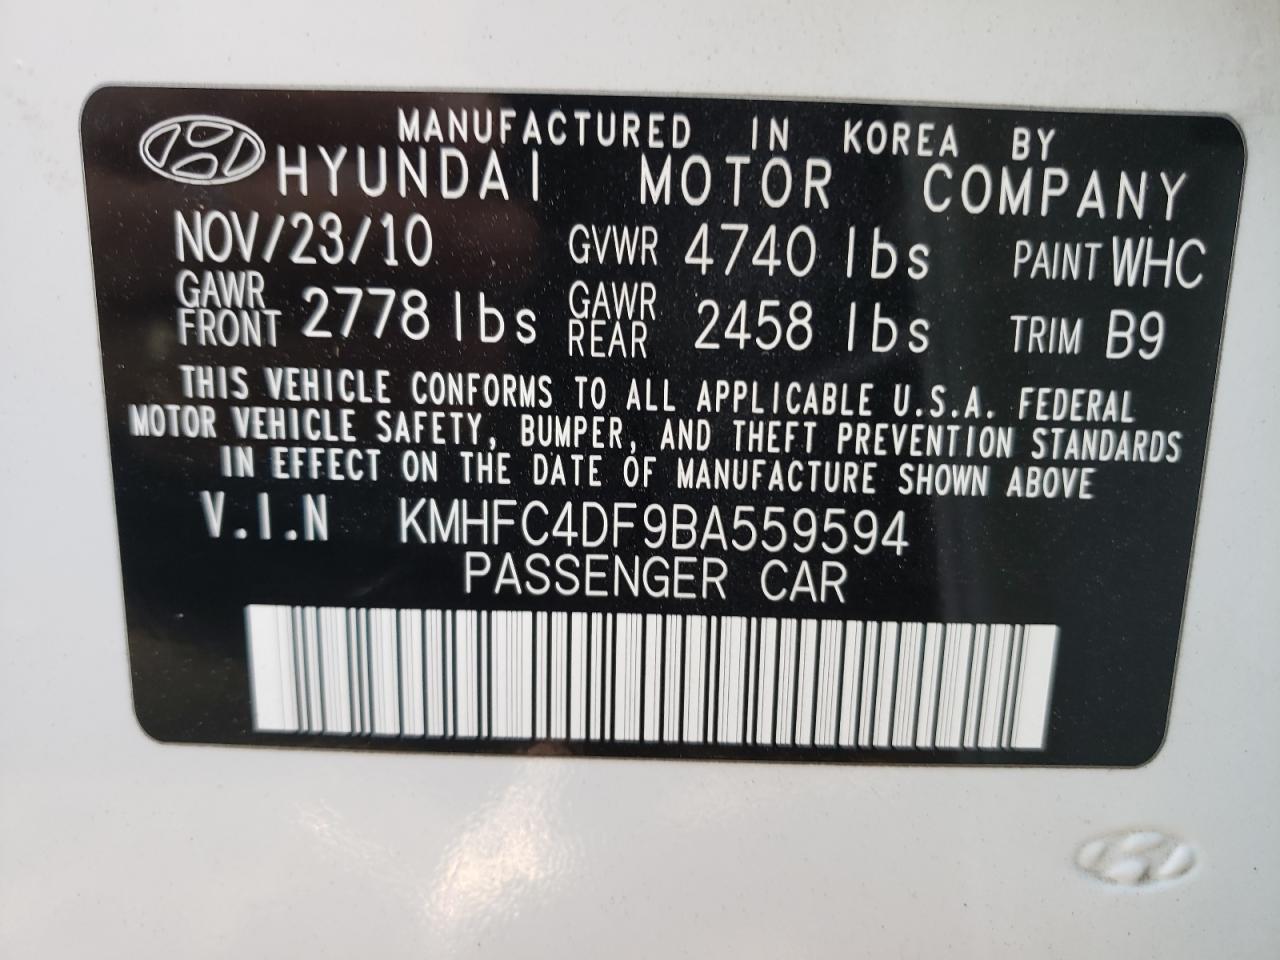 MANUFACTURED IN KOREA BY
HYUNDAI MOTOR COMPANY
NOV/23/10 GVWR 4740 lbs PAINT WHC
GAWR FRONT 2778 lbs GAWR REAR 2458 lbs TRIM B9
THIS VEHICLE CONFORMS TO ALL APPLICABLE U.S.A. FEDERAL
MOTOR VEHICLE SAFETY, BUMPER, AND THEFT PREVENTION STANDARDS
IN EFFECT ON THE DATE OF MANUFACTURE SHOWN ABOVE
V.I.N KMHFC4DF9BA559594
PASSENGER CAR